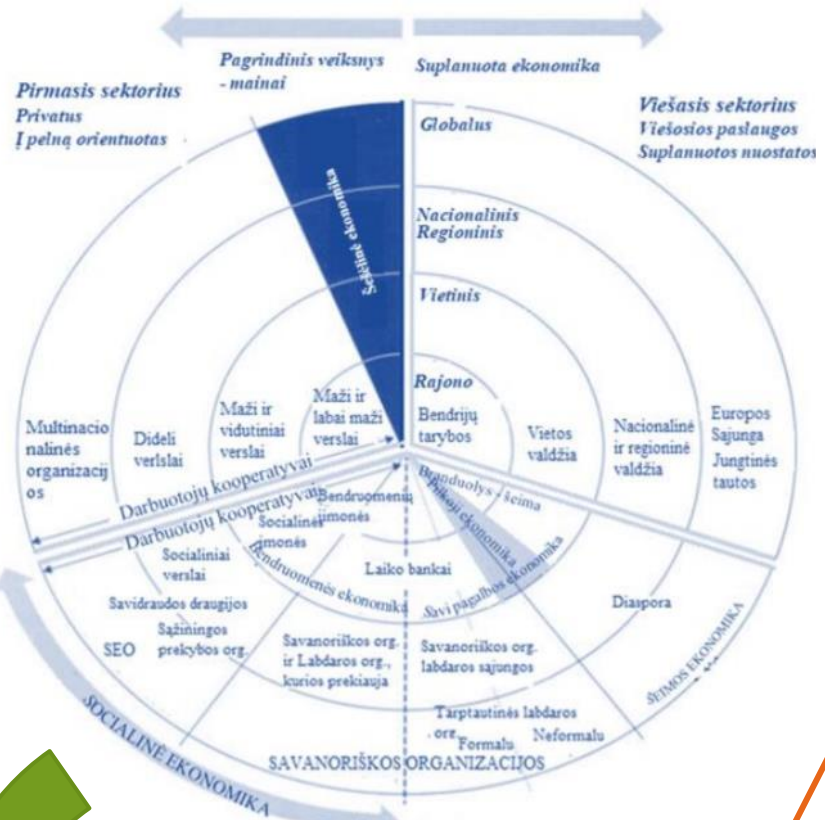 Pagrindinis veiksnys
- mainai
Suplanuota ekonomika
Pirmasis sektorius
Privatus
Į pelną orientuotas
Viešasis sektorius
Viešosios paslaugos
Suplanuotos nuostatos
Globalus
Nacionalinis
Regioninis
Vietinis
Rajono
ekonomika
Multinacio
nalinės
organizacij
os
Dideli
verlslai
Maži ir
vidutiniai
verslai
Maži ir
labai maži
verslai
Bendrijų
tarybos
Vietos
valdžia
Nacionalinė
ir regioninė
valdžia
Europos
Sąjunga
Jungtinės
tautos
Darbuotojų kooperatyvai
Darbuotojų kooperatyvai
Bendruomenių
įimonės
Socialinės
įmonės
Socialiniai
verslai
Bendruomenės ekonomika
Branduolys - šeima
ekonomika
Savi pagalbos ekonomika
Laiko bankai
Savidraudos draugijos
SEO
Sąžiningos
prekybos org.
Savanoriškos org.
ir Labdaros org.,
kurios prekiauja
Savanoriškos org.
labdaros sąjungos
Diaspora
Tarptautinės labdaros
org.
Formalu
Neformalu
SAVANORIŠKOS ORGANIZACIJOS
SOCIALINĖ EKONOMIKA
ŠEIMOS EKONOMIKA